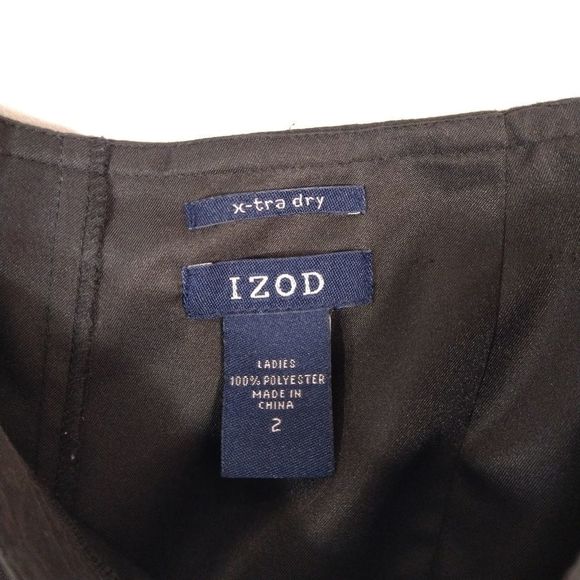 x-tra dry
IZOD
LADIES
100% POLYESTER
MADE IN
CHINA
2